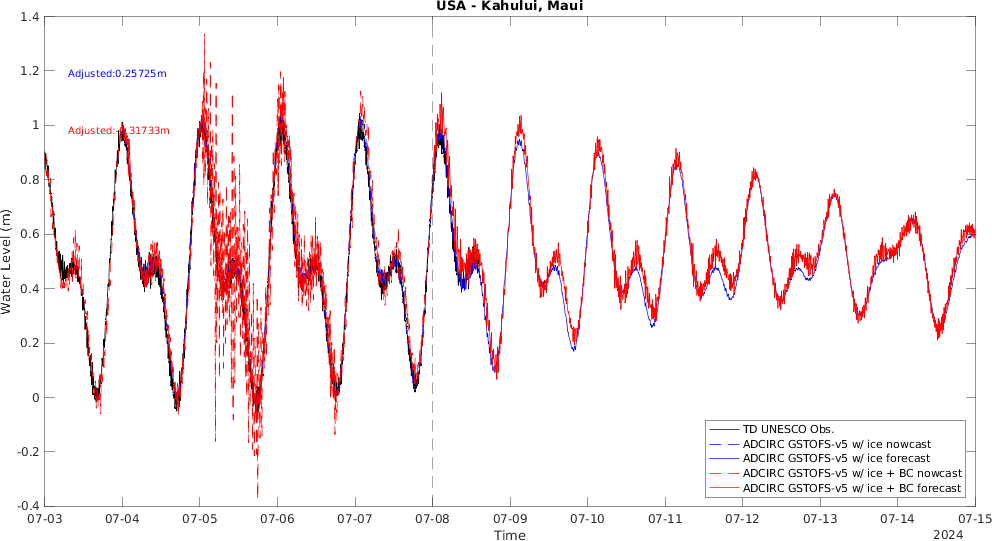 USA - Kahului, Maui
1.4
1.2
1
0.8
0.6
0.4
0.2
0
-0.2
-0.4
Water Level (m)
Adjusted:0.25725m
Adjusted:-0.31733m
TD UNESCO Obs.
ADCIRC GSTOFS-v5 w/ ice nowcast
ADCIRC GSTOFS-v5 w/ ice forecast
ADCIRC GSTOFS-v5 w/ ice + BC nowcast
ADCIRC GSTOFS-v5 w/ ice + BC forecast
07-03 07-04 07-05 07-06 07-07 07-08 07-09 07-10 07-11 07-12 07-13 07-14 07-15
Time
2024